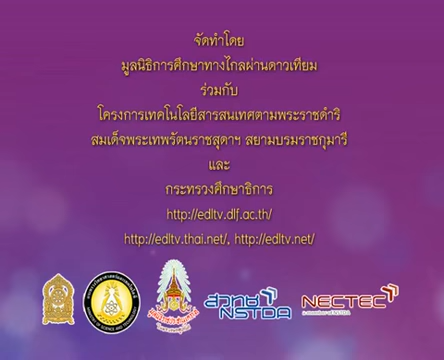 จัดทำโดย
มูลนิธิการศึกษาทางไกลผ่านดาวเทียม
ร่วมกับ
โครงการเทคโนโลยีสารสนเทศตามพระราชดำริ
สมเด็จพระเทพรัตนราชสุดาฯ สยามบรมราชกุมารี
และ
กระทรวงศึกษาธิการ
http://edltv.dlf.ac.th/
http://edltv.thai.net/, http://edltv.net/
สวทช
NSTDA
NECTEC
a member of NSTDA